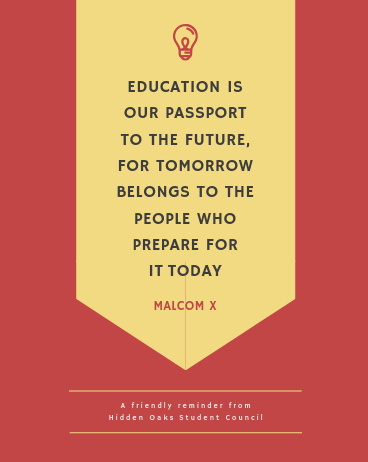 EDUCATION IS
OUR PASSPORT
TO THE FUTURE,
FOR TOMORROW
BELONGS TO THE
PEOPLE WHO
PREPARE FOR
IT TODAY
MALCOM X
A friendly reminder from
Hidden Oaks Student Council